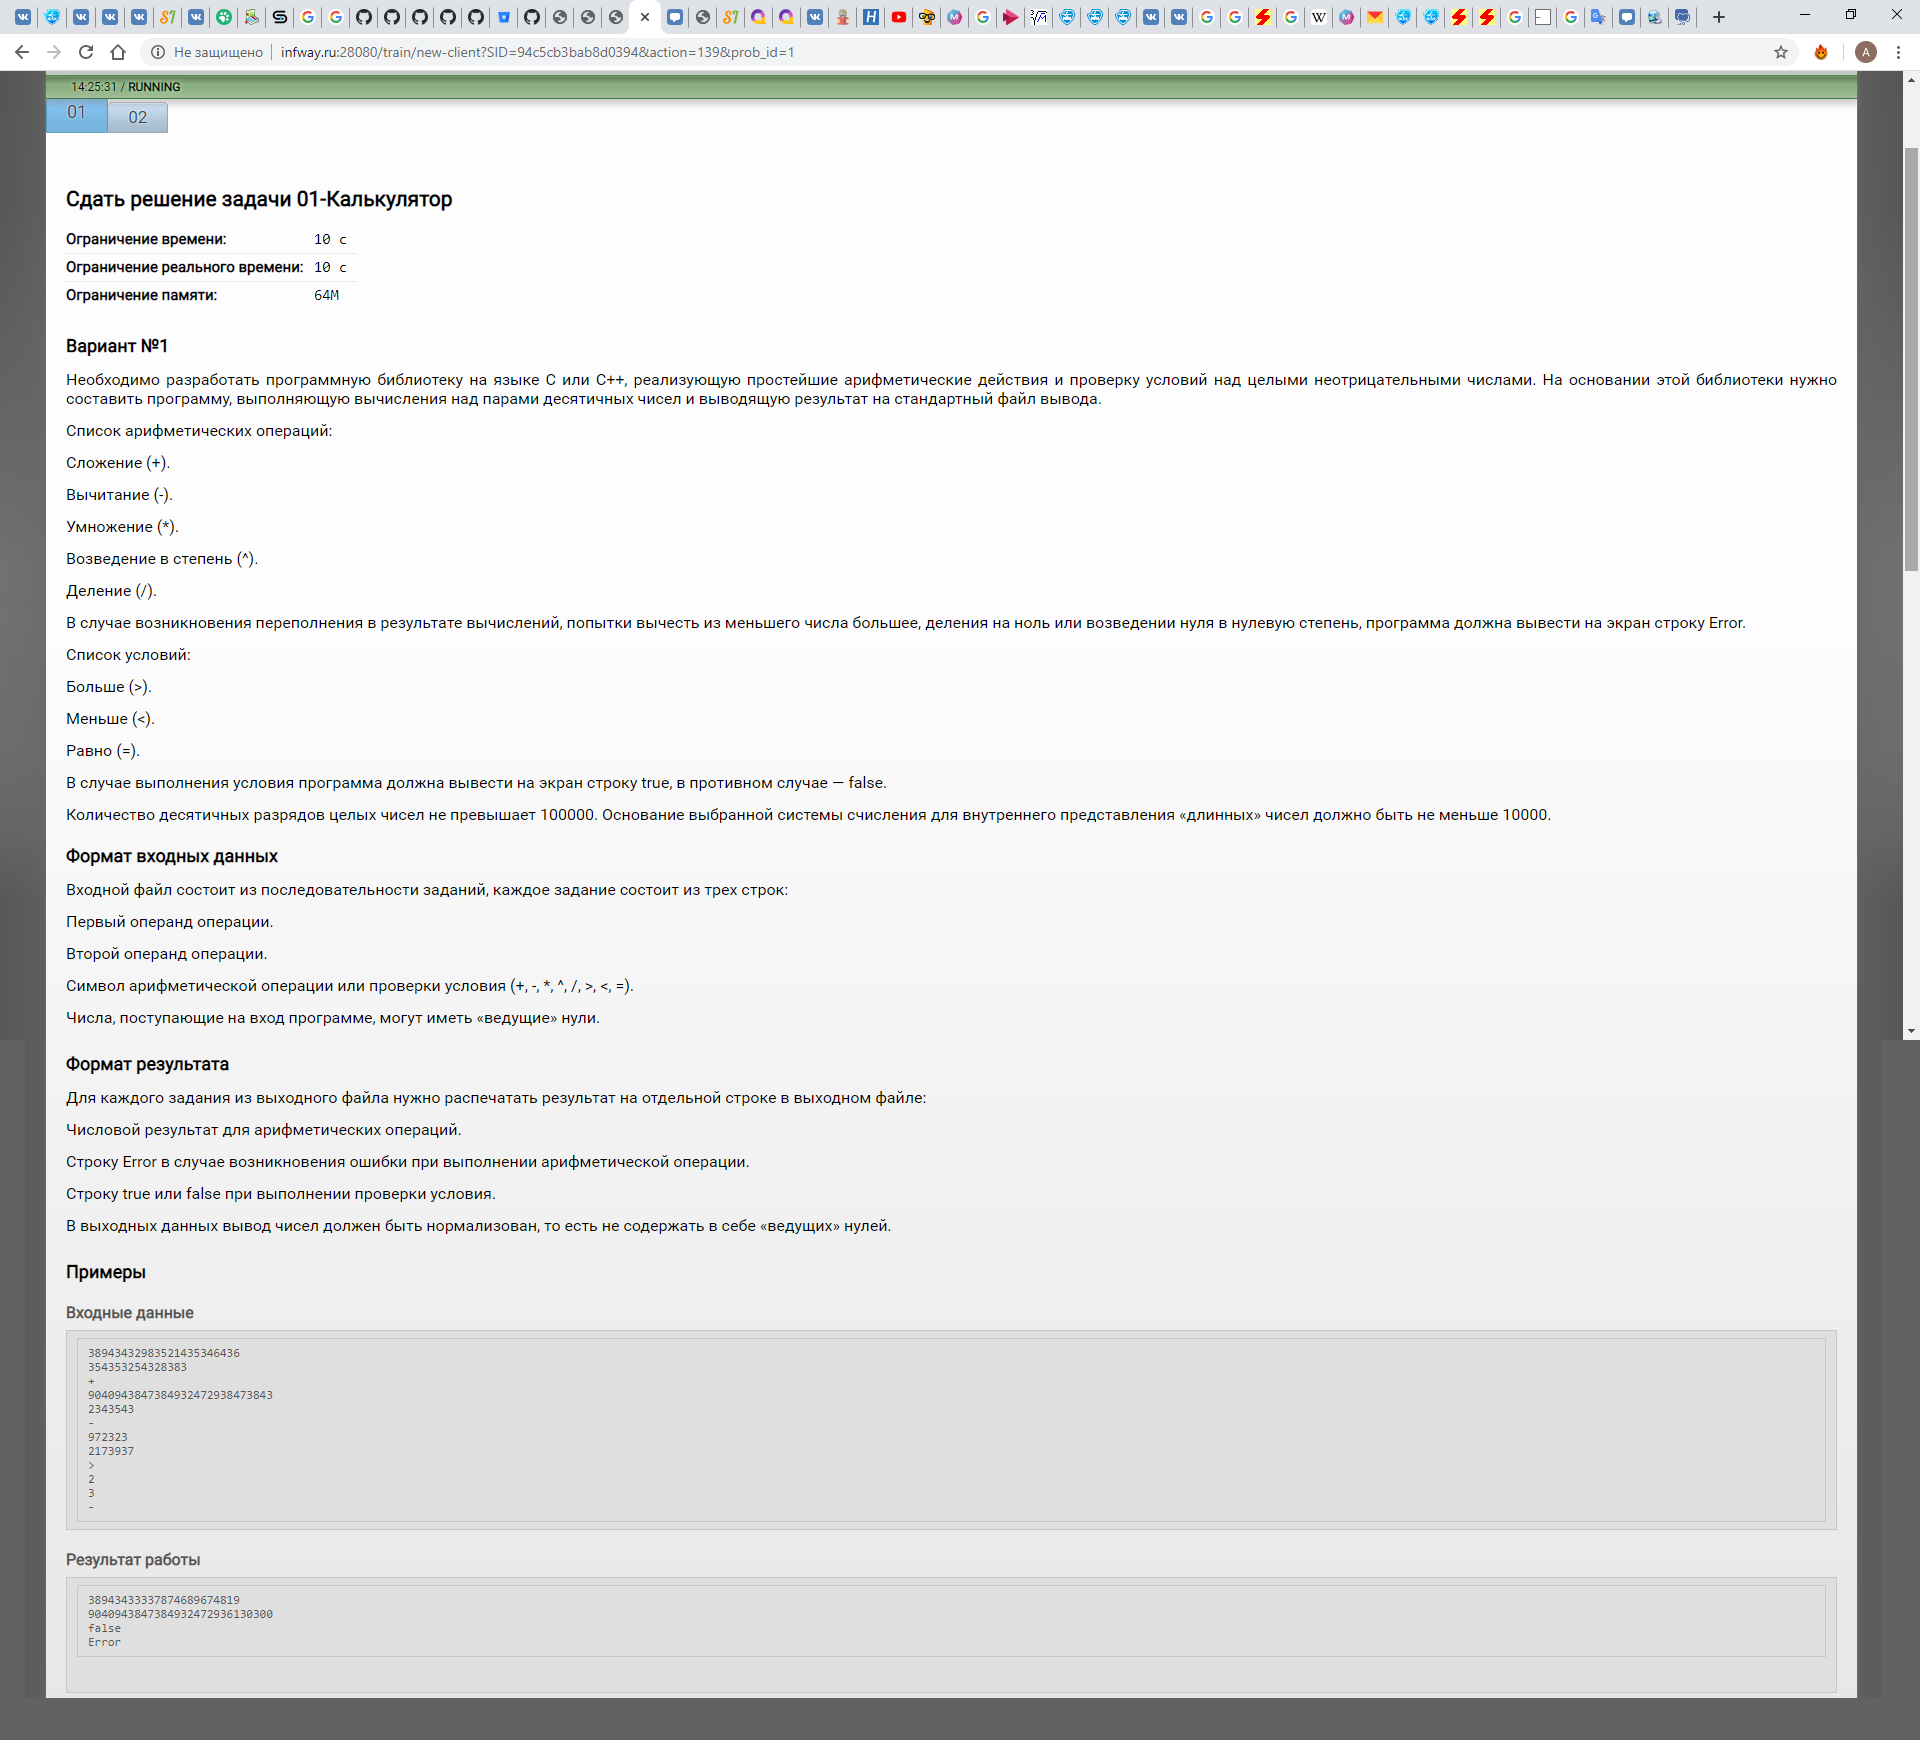 Не защищено
infway.ru:28080/train/new-client?SID=94c5cb3bab8d0394&action=139&prob_id=1
A
14:25:31 / RUNNING
01
02
Сдать решение задачи 01-Калькулятор
Ограничение времени: 10 с
Ограничение реального времени: 10 с
Ограничение памяти: 64M
Вариант №1
Необходимо разработать программную библиотеку на языке C или C++, реализующую простейшие арифметические действия и проверку условий над целыми неотрицательными числами. На основании этой библиотеки нужно
составить программу, выполняющую вычисления над парами десятичных чисел и выводящую результат на стандартный файл вывода.
Список арифметических операций:
Сложение (+).
Вычитание (-).
Умножение (*).
Возведение в степень (^).
Деление (/).
В случае возникновения переполнения в результате вычислений, попытки вычесть из меньшего числа большее, деления на ноль или возведении нуля в нулевую степень, программа должна вывести на экран строку Error.
Список условий:
Больше (>).
Меньше (<).
Равно (=).
В случае выполнения условия программа должна вывести на экран строку true, в противном случае — false.
Количество десятичных разрядов целых чисел не превышает 100000. Основание выбранной системы счисления для внутреннего представления «длинных» чисел должно быть не меньше 10000.
Формат входных данных
Входной файл состоит из последовательности заданий, каждое задание состоит из трех строк:
Первый операнд операции.
Второй операнд операции.
Символ арифметической операции или проверки условия (+, -, *, ^, /, >, <, =).
Числа, поступающие на вход программе, могут иметь «ведущие» нули.
Формат результата
Для каждого задания из выходного файла нужно распечатать результат на отдельной строке в выходном файле:
Числовой результат для арифметических операций.
Строку Error в случае возникновения ошибки при выполнении арифметической операции.
Строку true или false при выполнении проверки условия.
В выходных данных вывод чисел должен быть нормализован, то есть не содержать в себе «ведущих» нулей.
Примеры
Входные данные
38943432983521435346436
354353254328383
+
9040943847384932472938473843
2343543
-
972323
2173937
>
2
3
-
Результат работы
38943433337874689674819
9040943847384932472936130300
false
Error